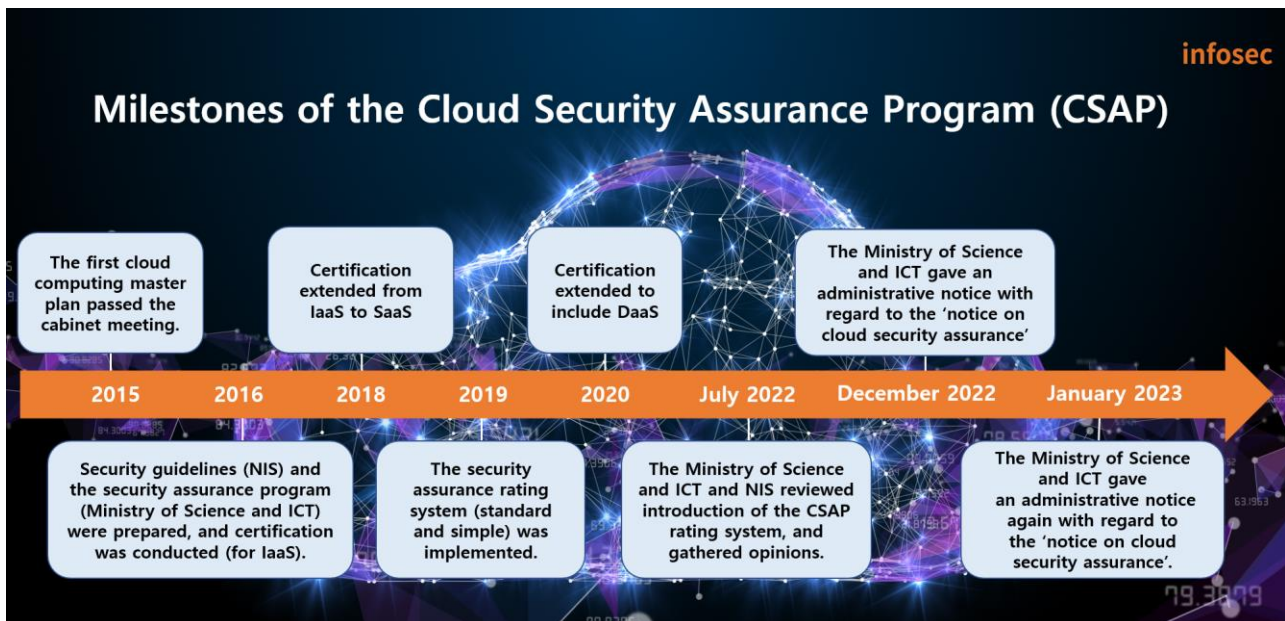 infosec
Milestones of the Cloud Security Assurance Program (CSAP)
The first cloud
computing master
plan passed the
cabinet meeting.
Certification
extended from
IaaS to SaaS
Certification
extended to
include DaaS
The Ministry of Science
and ICT gave an
administrative notice with
regard to the ‘notice on
cloud security assurance’
2015
2016
2018
2019
2020
July 2022
December 2022
January 2023
Security guidelines (NIS) and
the security assurance program
(Ministry of Science and ICT)
were prepared, and certification
was conducted (for IaaS).
The security
assurance rating
system (standard
and simple) was
implemented.
The Ministry of Science
and ICT and NIS reviewed
introduction of the CSAP
rating system, and
gathered opinions.
The Ministry of Science
and ICT gave
an administrative notice
again with regard to
the ‘notice on cloud
security assurance’.
79.3979